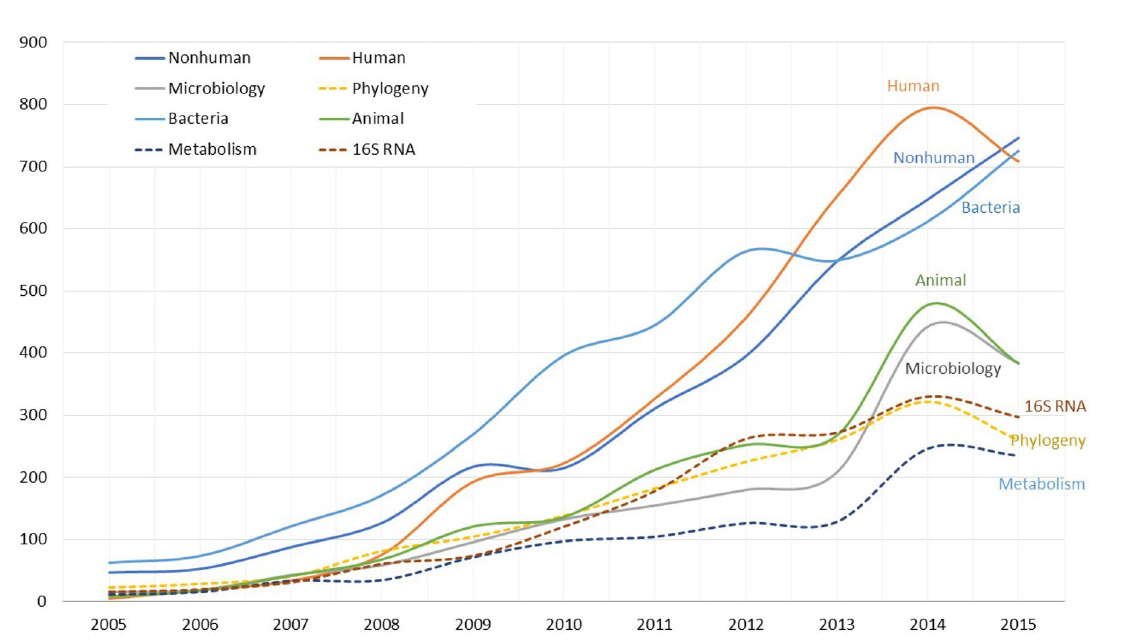 900
Nonhuman Human
Microbiology Phylogeny
800
Human
Bacteria Animal
Metabolism 16S RNA
700
Nonhuman
600
Bacteria
500
Animal
400
Microbiology
300
16S RNA
Phylogeny
200
Metabolism
100
0
2005 2006 2007 2008 2009 2010 2011 2012 2013 2014 2015